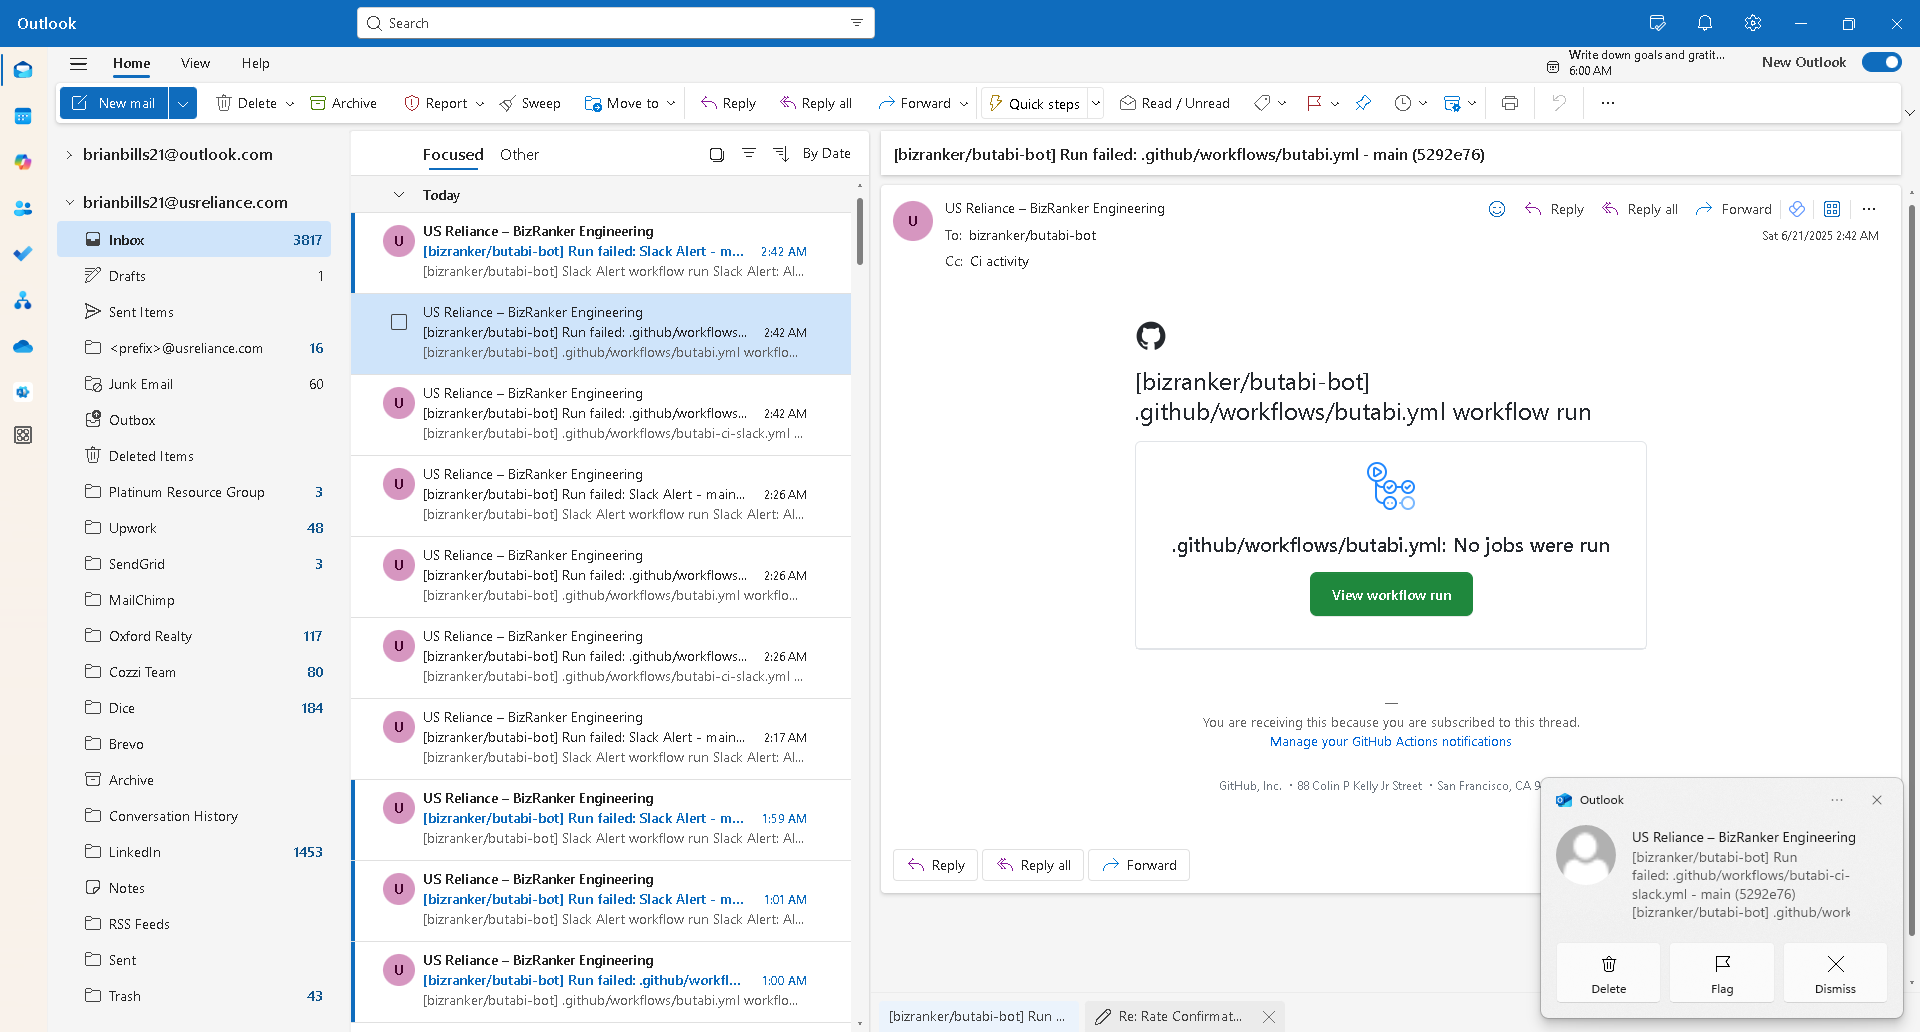 Outlook
Search
Home View Help
Write down goals and gratit...
6:00 AM
New Outlook
New mail Delete Archive Report Sweep Move to Reply Reply all Forward Quick steps Read / Unread
brianbills21@outlook.com
brianbills21@usreliance.com
Inbox 3817
Drafts 1
Sent Items
<prefix>@usreliance.com 16
Junk Email 60
Outbox
Deleted Items
Platinum Resource Group 3
Upwork 48
SendGrid 3
MailChimp
Oxford Realty 117
Cozzi Team 80
Dice 184
Brevo
Archive
Conversation History
LinkedIn 1453
Notes
RSS Feeds
Sent
Trash 43
Focused Other By Date
Today
U
US Reliance – BizRanker Engineering
[bizranker/butabi-bot] Run failed: Slack Alert - m... 2:42 AM
[bizranker/butabi-bot] Slack Alert workflow run Slack Alert: Al...
US Reliance – BizRanker Engineering
[bizranker/butabi-bot] Run failed: .github/workflows... 2:42 AM
[bizranker/butabi-bot] .github/workflows/butabi.yml workflo...
U
US Reliance – BizRanker Engineering
[bizranker/butabi-bot] Run failed: .github/workflows... 2:42 AM
[bizranker/butabi-bot] .github/workflows/butabi-ci-slack.yml ...
U
US Reliance – BizRanker Engineering
[bizranker/butabi-bot] Run failed: Slack Alert - main... 2:26 AM
[bizranker/butabi-bot] Slack Alert workflow run Slack Alert: Al...
U
US Reliance – BizRanker Engineering
[bizranker/butabi-bot] Run failed: .github/workflows... 2:26 AM
[bizranker/butabi-bot] .github/workflows/butabi.yml workflo...
U
US Reliance – BizRanker Engineering
[bizranker/butabi-bot] Run failed: .github/workflows... 2:26 AM
[bizranker/butabi-bot] .github/workflows/butabi-ci-slack.yml ...
U
US Reliance – BizRanker Engineering
[bizranker/butabi-bot] Run failed: Slack Alert - main... 2:17 AM
[bizranker/butabi-bot] Slack Alert workflow run Slack Alert: Al...
U
US Reliance – BizRanker Engineering
[bizranker/butabi-bot] Run failed: Slack Alert - m... 1:59 AM
[bizranker/butabi-bot] Slack Alert workflow run Slack Alert: Al...
U
US Reliance – BizRanker Engineering
[bizranker/butabi-bot] Run failed: Slack Alert - m... 1:01 AM
[bizranker/butabi-bot] Slack Alert workflow run Slack Alert: Al...
U
US Reliance – BizRanker Engineering
[bizranker/butabi-bot] Run failed: .github/workfl... 1:00 AM
[bizranker/butabi-bot] .github/workflows/butabi.yml workflo...
[bizranker/butabi-bot] Run failed: .github/workflows/butabi.yml - main (5292e76)
U
US Reliance – BizRanker Engineering
Reply Reply all Forward
To: bizranker/butabi-bot
Sat 6/21/2025 2:42 AM
Cc: Ci activity
[bizranker/butabi-bot]
.github/workflows/butabi.yml workflow run
.github/workflows/butabi.yml: No jobs were run
View workflow run
—
You are receiving this because you are subscribed to this thread.
Manage your GitHub Actions notifications
GitHub, Inc. ・88 Colin P Kelly Jr Street ・San Francisco, CA 9
Reply Reply all Forward
[bizranker/butabi-bot] Run ... Re: Rate Confirmat...
Outlook
US Reliance – BizRanker Engineering
[bizranker/butabi-bot] Run
failed: .github/workflows/butabi-ci-
slack.yml - main (5292e76)
[bizranker/butabi-bot] .github/work
Delete Flag Dismiss